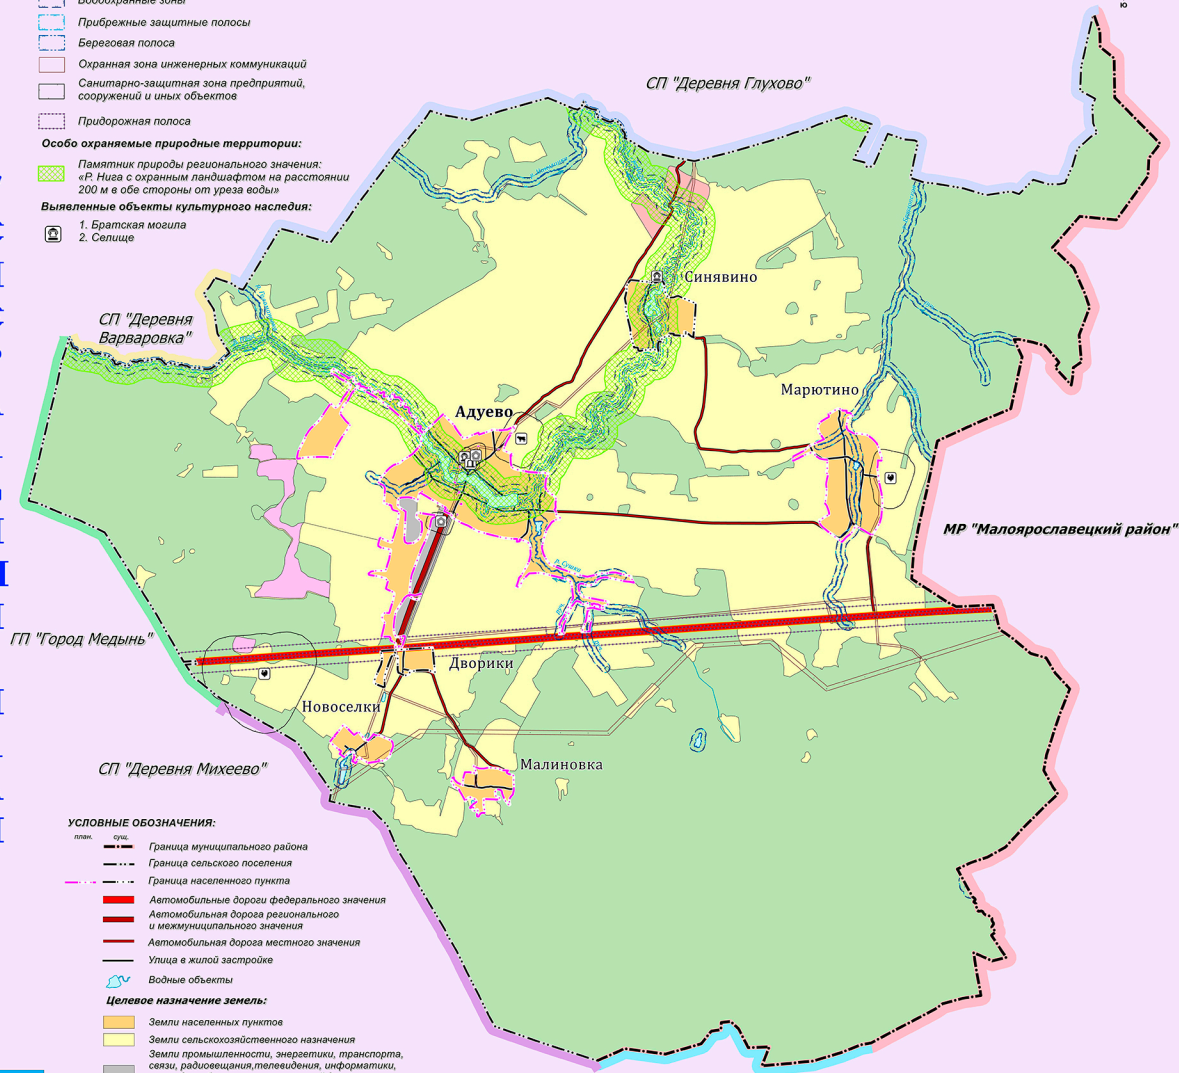 Водоохранные зоны
Прибрежные защитные полосы
Береговая полоса
Охранная зона инженерных коммуникаций
Санитарно-защитная зона предприятий,
сооружений и иных объектов
Придорожная полоса
Особо охраняемые природные территории:
Памятник природы регионального значения:
«Р. Нига с охранным ландшафтом на расстоянии
200 м в обе стороны от уреза воды»
Выявленные объекты культурного наследия:
1. Братская могила
2. Селище
ю
СП "Деревня Глухово"
СП "Деревня
Варваровка"
Синявино
Марютино
Адуево
МР "Малоярославецкий район"
р. Сушка
ГП "Город Медынь"
Дворики
Новоселки
СП "Деревня Михеево"
Малиновка
УСЛОВНЫЕ ОБОЗНАЧЕНИЯ:
план. сущ.
Граница муниципального района
Граница сельского поселения
Граница населенного пункта
Автомобильные дороги федерального значения
Автомобильная дорога регионального
и межмуниципального значения
Автомобильная дорога местного значения
Улица в жилой застройке
Водные объекты
Целевое назначение земель:
Земли населенных пунктов
Земли сельскохозяйственного назначения
Земли промышленности, энергетики, транспорта,
связи, радиовещания,телевидения, информатики,